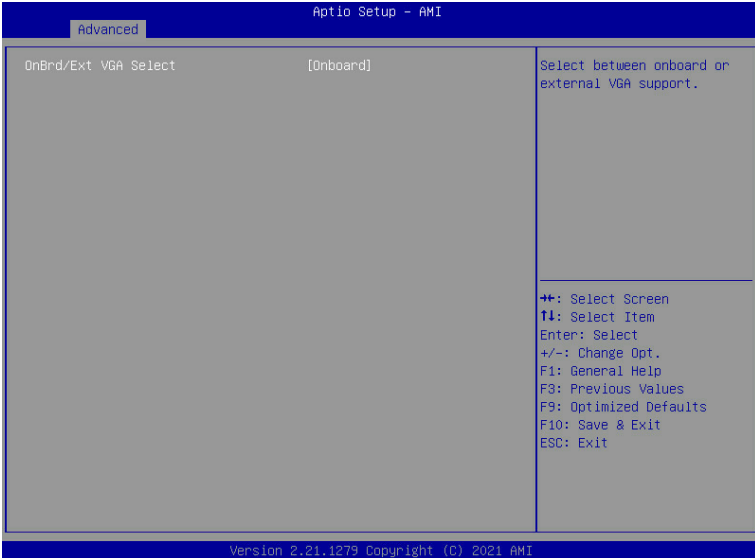 Aptio Setup – AMI
Advanced
OnBrd/Ext VGA Select [Onboard]
Select between onboard or
external VGA support.
→←: Select Screen
↑↓: Select Item
Enter: Select
+/-: Change Opt.
F1: General Help
F3: Previous Values
F9: Optimized Defaults
F10: Save & Exit
ESC: Exit
Version 2.21.1279 Copyright (C) 2021 AMI